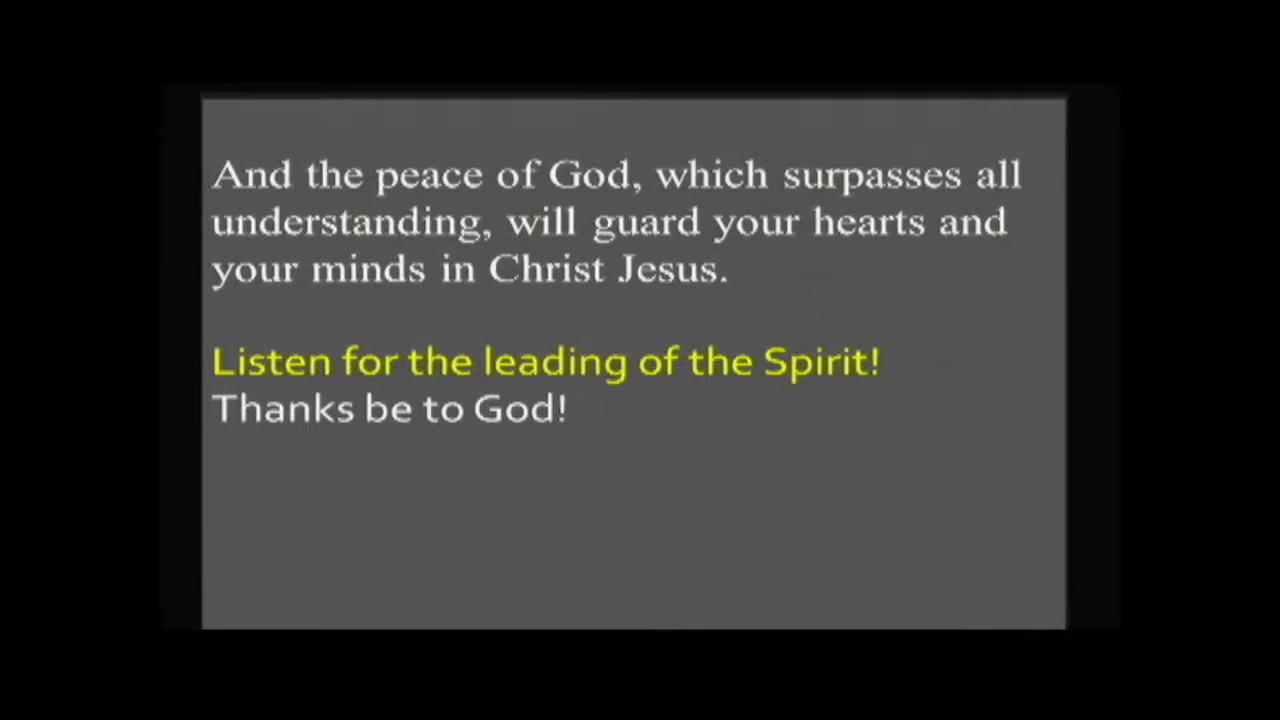 And the peace of God, which surpasses all
understanding, will guard your hearts and
your minds in Christ Jesus.
Listen for the leading of the Spirit!
Thanks be to God!